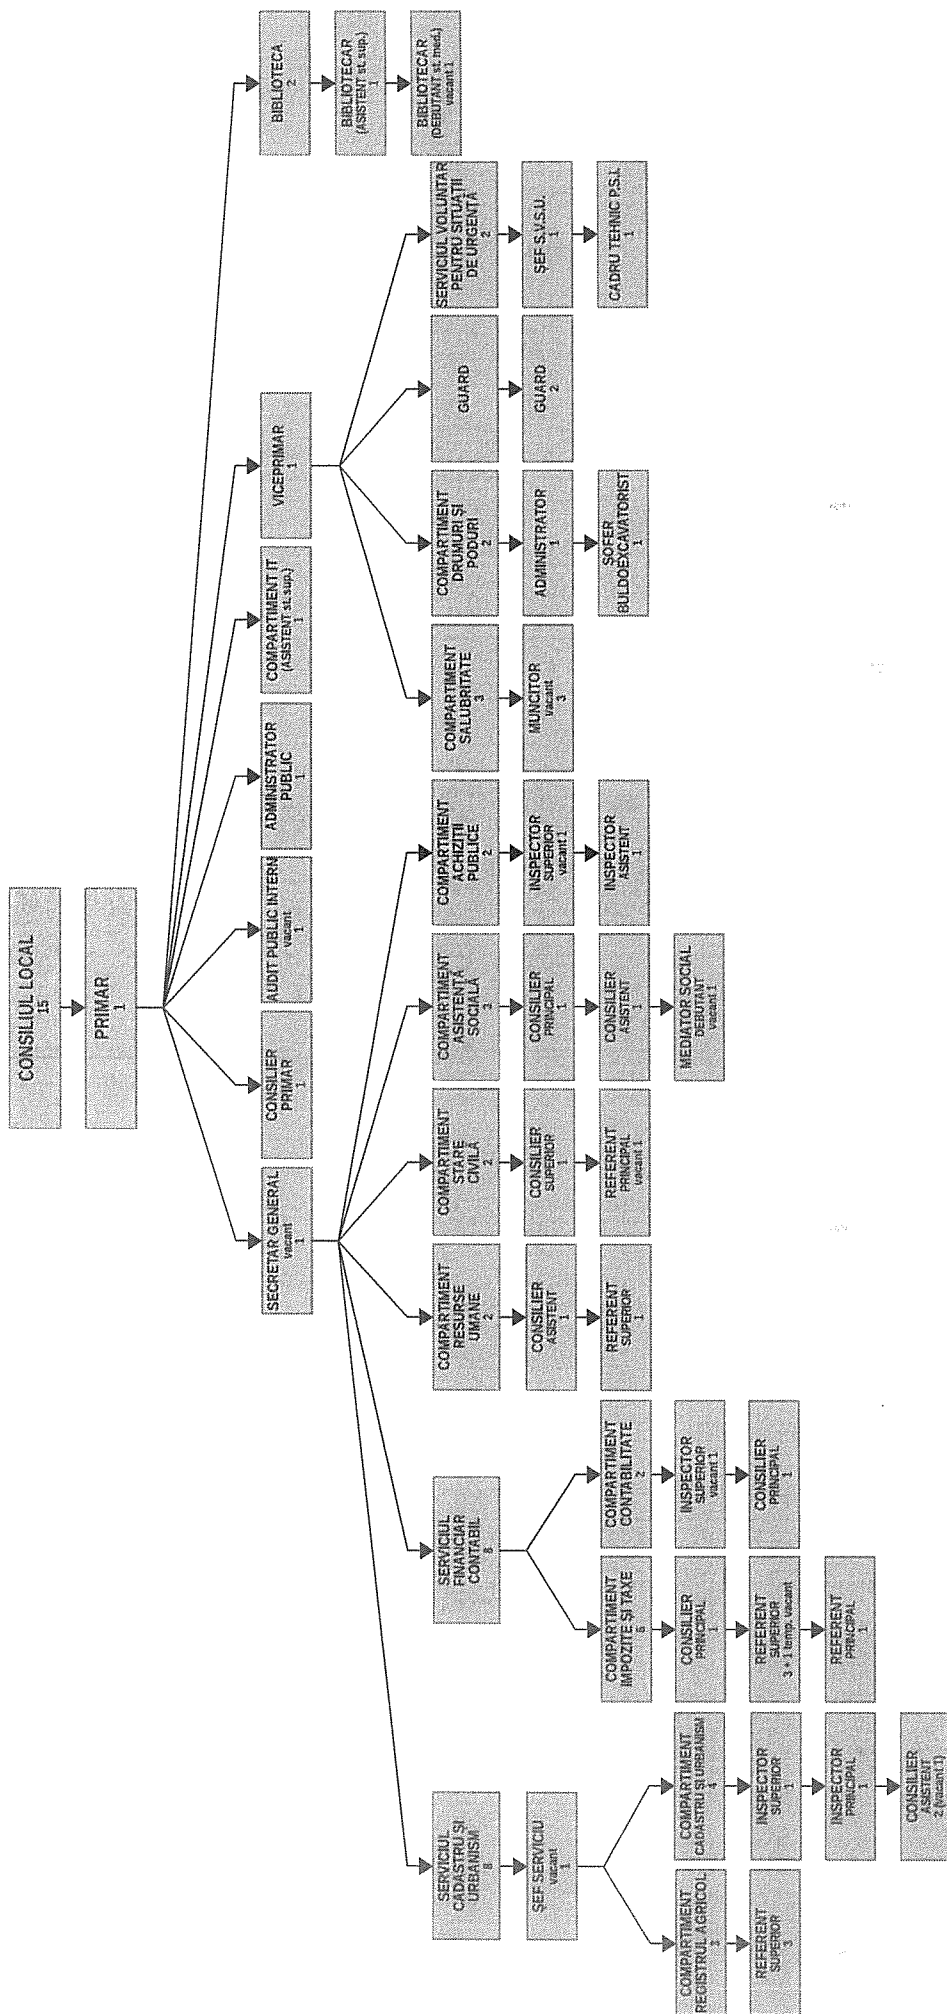 CONSILIUL LOCAL
15
PRIMAR
1
SECRETAR GENERAL
vacant
1
CONSILIER
PRIMAR
1
AUDIT PUBLIC INTERN
vacant
1
ADMINISTRATOR
PUBLIC
1
COMPARTIMENT IT
(ASISTENT st.sup.)
1
VICEPRIMAR
1
BIBLIOTECA
2
BIBLIOTECAR
(ASISTENT st. sup.)
1
BIBLIOTECAR
(DEBUTANT st. med.)
vacant 1
SERVICIUL
CADASTRU ȘI
URBANISM
8
ȘEF SERVICIU
vacant
1
COMPARTIMENT
REGISTRUL AGRICOL
3
REFERENT
SUPERIOR
3
COMPARTIMENT
CADASTRU SI URBANISM
4
INSPECTOR
SUPERIOR
1
INSPECTOR
PRINCIPAL
1
CONSILIER
ASISTENT
2 (vacant 1)
SERVICIUL
FINANCIAR
CONTABIL
8
COMPARTIMENT
IMPOZITE ȘI TAXE
6
CONSILIER
PRINCIPAL
1
REFERENT
SUPERIOR
3 + 1 temp. vacant
REFERENT
PRINCIPAL
1
COMPARTIMENT
CONTABILITATE
2
INSPECTOR
SUPERIOR
vacant 1
CONSILIER
PRINCIPAL
1
COMPARTIMENT
RESURSE
UMANE
2
CONSILIER
ASISTENT
1
REFERENT
SUPERIOR
1
COMPARTIMENT
STARE
CIVILĂ
2
CONSILIER
SUPERIOR
1
REFERENT
PRINCIPAL
vacant 1
COMPARTIMENT
ASISTENȚĂ
SOCIALĂ
3
CONSILIER
PRINCIPAL
1
CONSILIER
ASISTENT
1
MEDIATOR SOCIAL
DEBUTANT
vacant 1
COMPARTIMENT
ACHIZIȚII
PUBLICE
2
INSPECTOR
SUPERIOR
vacant 1
INSPECTOR
ASISTENT
1
COMPARTIMENT
SALUBRITATE
3
MUNCITOR
vacant
3
COMPARTIMENT
DRUMURI ȘI
PODURI
2
ADMINISTRATOR
1
SOFER
BULDOEXCAVATORIST
1
GUARD
GUARD
2
SERVICIUL VOLUNTAR
PENTRU SITUAȚII
DE URGENȚĂ
2
ȘEF S.V.S.U.
1
CADRU TEHNIC P.S.I.
1